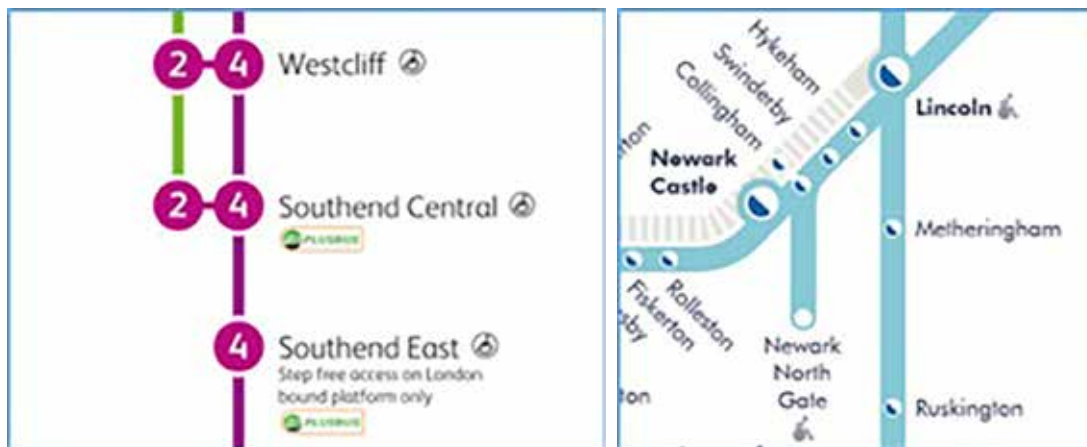 2 4 Westcliff
2 4 Southend Central
PLUSBUS
4 Southend East
Step free access on London
bound platform only
PLUSBUS
Hykeham
Swinderby
Collingham
Lincoln
Newark
Castle
Metheringham
Rolleston
Fiskerton
Newark
North
Gate
Ruskington